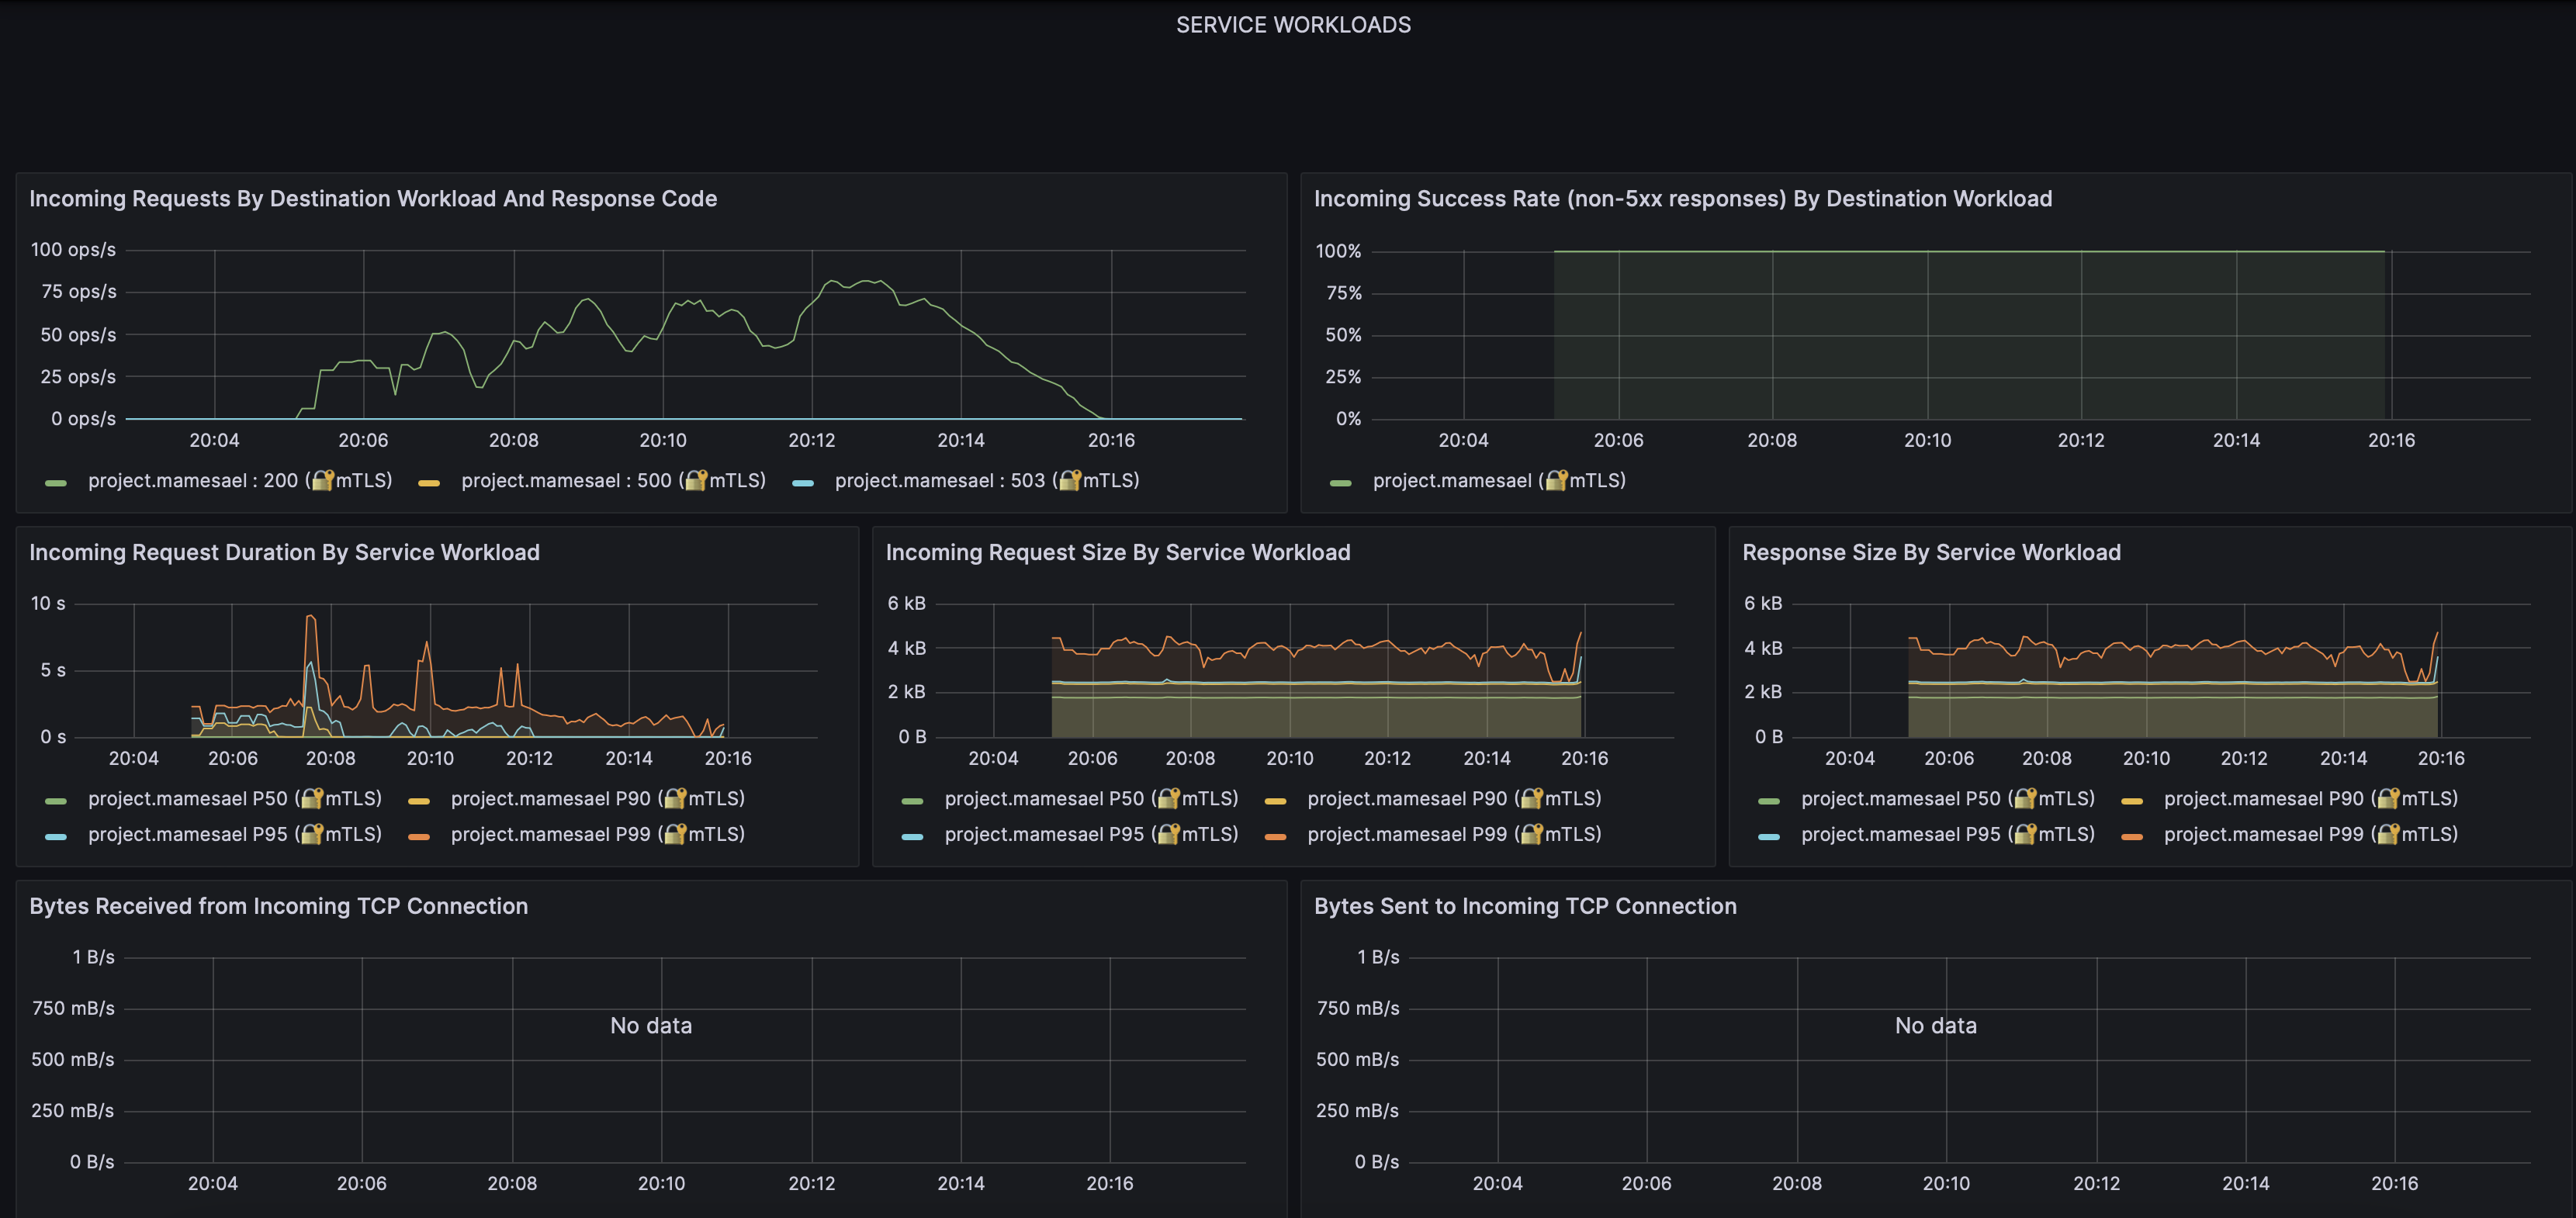 SERVICE WORKLOADS
Incoming Requests By Destination Workload And Response Code
100 ops/s
75 ops/s
50 ops/s
25 ops/s
0 ops/s
20:04 20:06 20:08 20:10 20:12 20:14 20:16
project.mamesael : 200 (🔐mTLS) project.mamesael : 500 (🔐mTLS) project.mamesael : 503 (🔐mTLS)
Incoming Success Rate (non-5xx responses) By Destination Workload
100%
75%
50%
25%
0%
20:04 20:06 20:08 20:10 20:12 20:14 20:16
project.mamesael (🔐mTLS)
Incoming Request Duration By Service Workload
10 s
5 s
0 s
20:04 20:06 20:08 20:10 20:12 20:14 20:16
project.mamesael P50 (🔐mTLS) project.mamesael P90 (🔐mTLS)
project.mamesael P95 (🔐mTLS) project.mamesael P99 (🔐mTLS)
Incoming Request Size By Service Workload
6 kB
4 kB
2 kB
0 B
20:04 20:06 20:08 20:10 20:12 20:14 20:16
project.mamesael P50 (🔐mTLS) project.mamesael P90 (🔐mTLS)
project.mamesael P95 (🔐mTLS) project.mamesael P99 (🔐mTLS)
Response Size By Service Workload
6 kB
4 kB
2 kB
0 B
20:04 20:06 20:08 20:10 20:12 20:14 20:16
project.mamesael P50 (🔐mTLS) project.mamesael P90 (🔐mTLS)
project.mamesael P95 (🔐mTLS) project.mamesael P99 (🔐mTLS)
Bytes Received from Incoming TCP Connection
1 B/s
750 mB/s
No data
500 mB/s
250 mB/s
0 B/s
20:04 20:06 20:08 20:10 20:12 20:14 20:16
Bytes Sent to Incoming TCP Connection
1 B/s
750 mB/s
No data
500 mB/s
250 mB/s
0 B/s
20:04 20:06 20:08 20:10 20:12 20:14 20:16